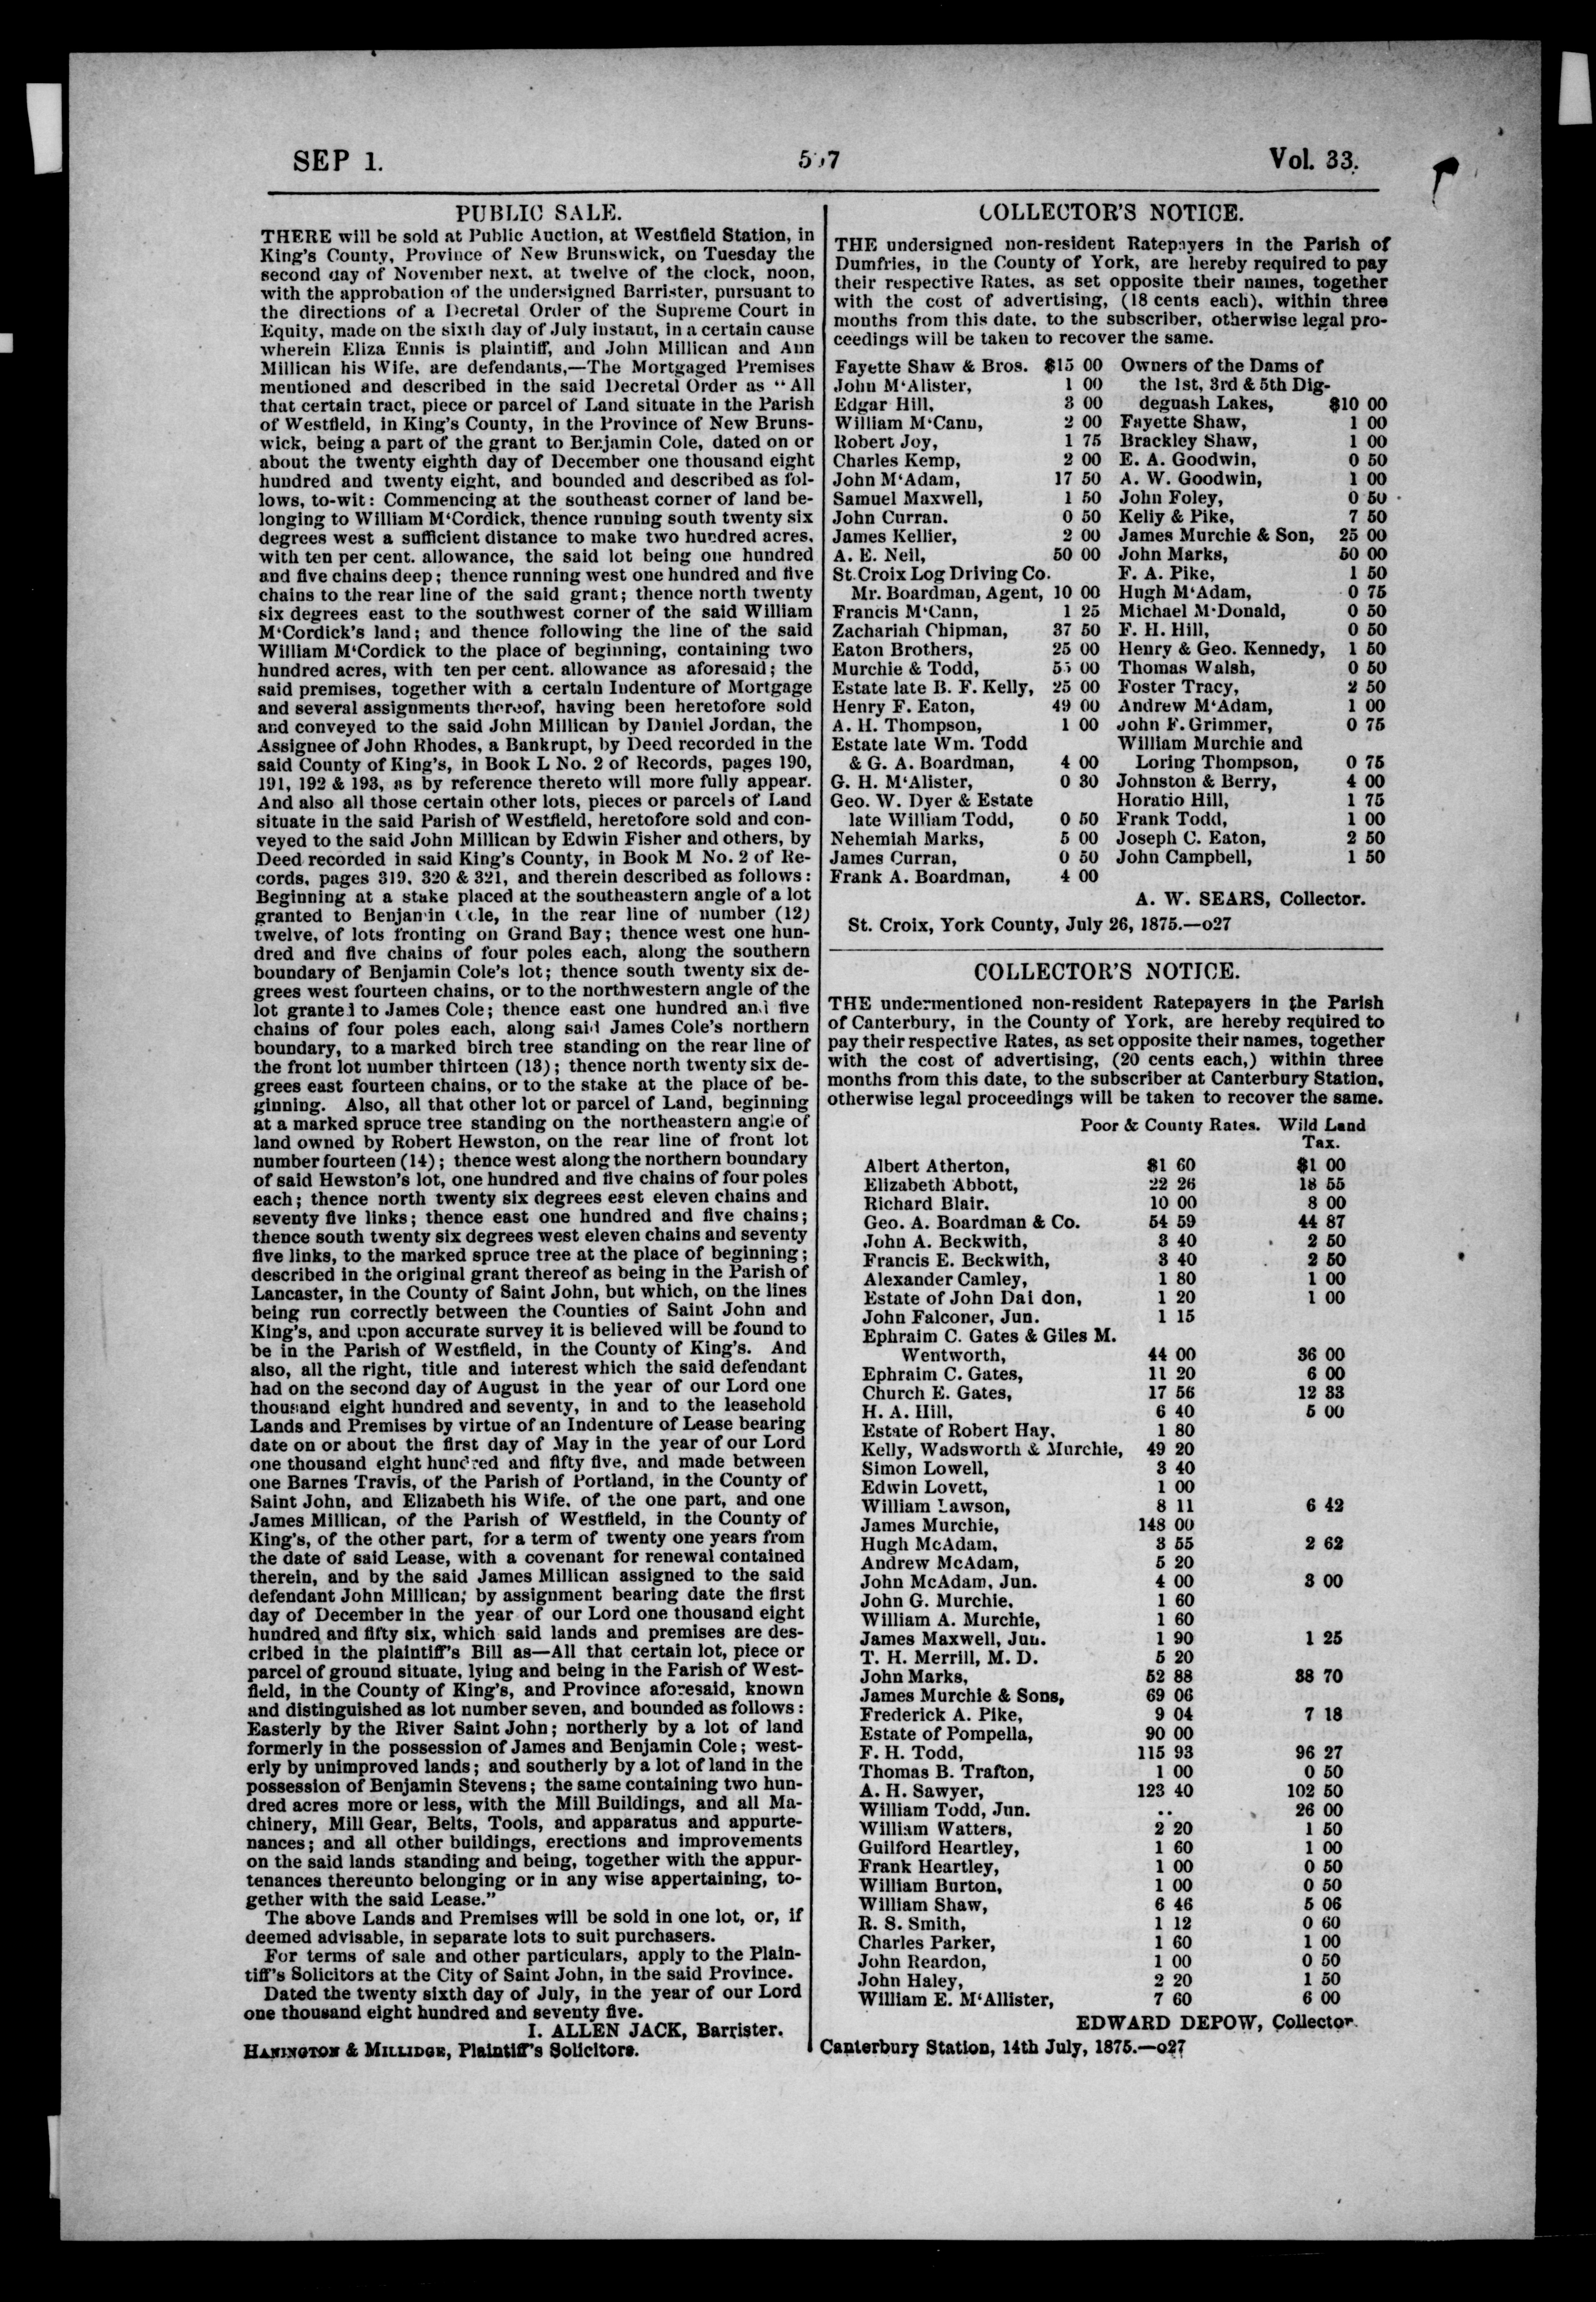 SEP 1.
Vol. 33.
PUBLIC SALE.
THERE will be sold at Public Auction, at Westfield Station, in
King's County, Province of New Brunswick, on Tuesday the
second day of November next, at twelve of the clock, noon,
with the approbation of the undersigned Barrister, pursuant to
the directions of a Decretal Order of the Supreme Court in
Equity, made on the sixth day of July instant, in a certain cause
wherein Eliza Ennis is plaintiff, and John Millican and Ann
Millican his Wife, are defendants,—The Mortgaged Premises
mentioned and described in the said Decretal Order as "All
that certain tract, piece or parcel of Land situate in the Parish
of Westfield, in King's County, in the Province of New Bruns-
wick, being a part of the grant to Benjamin Cole, dated on or
about the twenty eighth day of December one thousand eight
hundred and twenty eight, and bounded and described as fol-
lows, to-wit: Commencing at the southeast corner of land be-
longing to William M'Cordick, thence running south twenty six
degrees west a sufficient distance to make two hundred acres,
with ten per cent. allowance, the said lot being one hundred
and five chains deep; thence running west one hundred and five
chains to the rear line of the said grant; thence north twenty
six degrees east to the southwest corner of the said William
M'Cordick's land; and thence following the line of the said
William M'Cordick to the place of beginning, containing two
hundred acres, with ten per cent. allowance as aforesaid; the
said premises, together with a certain Indenture of Mortgage
and several assignments thereof, having been heretofore sold
and conveyed to the said John Millican by Daniel Jordan, the
Assignee of John Rhodes, a Bankrupt, by Deed recorded in the
said County of King's, in Book L No. 2 of Records, pages 190,
191, 192 & 193, as by reference thereto will more fully appear.
And also all those certain other lots, pieces or parcels of Land
situate in the said Parish of Westfield, heretofore sold and con-
veyed to the said John Millican by Edwin Fisher and others, by
Deed recorded in said King's County, in Book M No. 2 of Re-
cords, pages 319, 320 & 321, and therein described as follows:
Beginning at a stake placed at the southeastern angle of a lot
granted to Benjamin Cole, in the rear line of number (12)
twelve, of lots fronting on Grand Bay; thence west one hun-
dred and five chains of four poles each, along the southern
boundary of Benjamin Cole's lot; thence south twenty six de-
grees west fourteen chains, or to the northwestern angle of the
lot granted to James Cole; thence east one hundred and five
chains of four poles each, along said James Cole's northern
boundary, to a marked birch tree standing on the rear line of
the front lot number thirteen (13); thence north twenty six de-
grees east fourteen chains, or to the stake at the place of be-
ginning. Also, all that other lot or parcel of Land, beginning
at a marked spruce tree standing on the northeastern angle of
land owned by Robert Hewston, on the rear line of front lot
number fourteen (14); thence west along the northern boundary
of said Hewston's lot, one hundred and five chains of four poles
each; thence north twenty six degrees east eleven chains and
seventy five links; thence east one hundred and five chains;
thence south twenty six degrees west eleven chains and seventy
five links, to the marked spruce tree at the place of beginning;
described in the original grant thereof as being in the Parish of
Lancaster, in the County of Saint John, but which, on the lines
being run correctly between the Counties of Saint John and
King's, and upon accurate survey it is believed will be found to
be in the Parish of Westfield, in the County of King's. And
also, all the right, title and interest which the said defendant
had on the second day of August in the year of our Lord one
thousand eight hundred and seventy, in and to the leasehold
Lands and Premises by virtue of an Indenture of Lease bearing
date on or about the first day of May in the year of our Lord
one thousand eight hundred and fifty five, and made between
one Barnes Travis, of the Parish of Portland, in the County of
Saint John, and Elizabeth his Wife, of the one part, and one
James Millican, of the Parish of Westfield, in the County of
King's, of the other part, for a term of twenty one years from
the date of said Lease, with a covenant for renewal contained
therein, and by the said James Millican assigned to the said
defendant John Millican; by assignment bearing date the first
day of December in the year of our Lord one thousand eight
hundred and fifty six, which said lands and premises are des-
cribed in the plaintiff's Bill as—All that certain lot, piece or
parcel of ground situate, lying and being in the Parish of West-
field, in the County of King's, and Province aforesaid, known
and distinguished as lot number seven, and bounded as follows:
Easterly by the River Saint John; northerly by a lot of land
formerly in the possession of James and Benjamin Cole; west-
erly by unimproved lands; and southerly by a lot of land in the
possession of Benjamin Stevens; the same containing two hun-
dred acres more or less, with the Mill Buildings, and all Ma-
chinery, Mill Gear, Belts, Tools, and apparatus and appurte-
nances; and all other buildings, erections and improvements
on the said lands standing and being, together with the appur-
tenances thereunto belonging or in any wise appertaining, to-
gether with the said Lease."
The above Lands and Premises will be sold in one lot, or, if
deemed advisable, in separate lots to suit purchasers.
For terms of sale and other particulars, apply to the Plain-
tiff's Solicitors at the City of Saint John, in the said Province.
Dated the twenty sixth day of July, in the year of our Lord
one thousand eight hundred and seventy five.
I. ALLEN JACK, Barrister.
HANINGTON & MILLIDGE, Plaintiff's Solicitors.
COLLECTOR'S NOTICE.
THE undersigned non-resident Ratepayers in the Parish of
Dumfries, in the County of York, are hereby required to pay
their respective Rates, as set opposite their names, together
with the cost of advertising, (18 cents each), within three
months from this date, to the subscriber, otherwise legal pro-
ceedings will be taken to recover the same.
Fayette Shaw & Bros. $15 00
John M'Alister, 1 00
Edgar Hill, 3 00
William M'Cann, 2 00
Robert Joy, 1 75
Charles Kemp, 2 00
John M'Adam, 17 50
Samuel Maxwell, 1 50
John Curran. 0 50
James Kellier, 2 00
A. E. Neil, 50 00
St. Croix Log Driving Co.
Mr. Boardman, Agent, 10 00
Francis M'Cann, 1 25
Zachariah Chipman, 37 50
Eaton Brothers, 25 00
Murchie & Todd, 00
Estate late B. F. Kelly, 25 00
Henry F. Eaton, 49 00
A. H. Thompson, 1 00
Estate late Wm. Todd
& G. A. Boardman, 4 00
G. H. M'Alister, 0 30
Geo. W. Dyer & Estate
late William Todd, 0 50
Nehemiah Marks, 5 00
James Curran, 0 50
Frank A. Boardman, 4 00
Owners of the Dams of
the 1st, 3rd & 5th Dig-
deguash Lakes, $10 00
Fayette Shaw, 1 00
Brackley Shaw, 1 00
E. A. Goodwin, 0 50
A. W. Goodwin, 1 00
John Foley, 0 50
Kelly & Pike, 7 50
James Murchie & Son, 25 00
John Marks, 50 00
F. A. Pike, 1 50
Hugh M'Adam, 0 75
Michael M'Donald, 0 50
F. H. Hill, 0 50
Henry & Geo. Kennedy, 1 50
Thomas Walsh, 0 50
Foster Tracy, 2 50
Andrew M'Adam, 1 00
John F. Grimmer, 0 75
William Murchie and
Loring Thompson, 0 75
Johnston & Berry, 4 00
Horatio Hill, 1 75
Frank Todd, 1 00
Joseph C. Eaton, 2 50
John Campbell, 1 50
A. W. SEARS, Collector.
St. Croix, York County, July 26, 1875.—o27
COLLECTOR'S NOTICE.
THE undermentioned non-resident Ratepayers in the Parish
of Canterbury, in the County of York, are hereby required to
pay their respective Rates, as set opposite their names, together
with the cost of advertising, (20 cents each,) within three
months from this date, to the subscriber at Canterbury Station,
otherwise legal proceedings will be taken to recover the same.
Poor & County Rates. Wild Land
Tax.
Albert Atherton, $1 60 $1 00
Elizabeth Abbott, 22 26 18 55
Richard Blair, 10 00 8 00
Geo. A. Boardman & Co. 54 59 44 87
John A. Beckwith, 3 40 2 50
Francis E. Beckwith, 3 40 2 50
Alexander Camley, 1 80 1 00
Estate of John 1 20 1 00
John Falconer, Jun. 1 15
Ephraim C. Gates & Giles M.
Wentworth, 44 00 36 00
Ephraim C. Gates, 11 20 6 00
Church E. Gates, 17 56 12 33
H. A. Hill, 6 40 5 00
Estate of Robert Hay, 1 80
Kelly, Wadsworth & Murchie, 49 20
Simon Lowell, 3 40
Edwin Lovett, 1 00
William Lawson, 8 11 6 42
James Murchie, 148 00
Hugh McAdam, 3 55 2 62
Andrew McAdam, 5 20
John McAdam, Jun. 4 00 3 00
John G. Murchie, 1 60
William A. Murchie, 1 60
James Maxwell, Jun. 1 90 1 25
T. H. Merrill, M. D. 5 20
John Marks, 52 88 38 70
James Murchie & Sons, 69 06
Frederick A. Pike, 9 04 7 18
Estate of Pompella, 90 00
F. H. Todd, 115 93 96 27
Thomas B. Trafton, 1 00 0 50
A. H. Sawyer, 123 40 102 50
William Todd, Jun. .. 26 00
William Watters, 2 20 1 50
Guilford Heartley, 1 60 1 00
Frank Heartley, 1 00 0 50
William Burton, 1 00 0 50
William Shaw, 6 46 5 06
R. S. Smith, 1 12 0 60
Charles Parker, 1 60 1 00
John Reardon, 1 00 0 50
John Haley, 2 20 1 50
William E. M'Allister, 7 60 6 00
EDWARD DEPOW, Collector.
Canterbury Station, 14th July, 1875.—o27